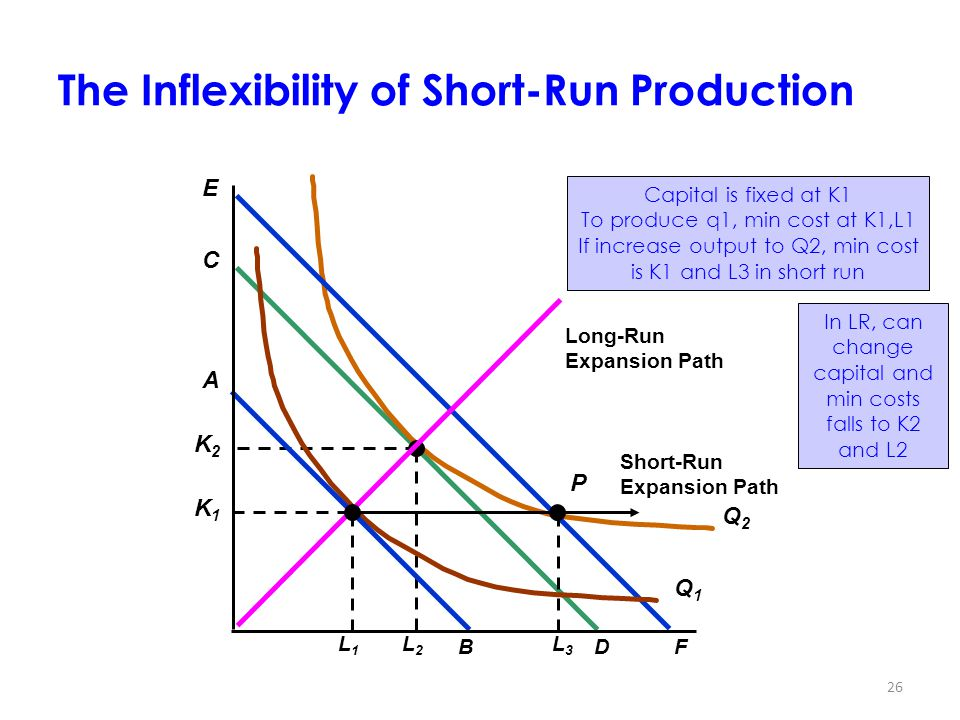 The Inflexibility of Short-Run Production
E
Capital is fixed at K1
To produce q1, min cost at K1,L1
If increase output to Q2, min cost
is K1 and L3 in short run
C
In LR, can
change
capital and
min costs
falls to K2
and L2
Long-Run
Expansion Path
A
K2
Short-Run
Expansion Path
P
K1
Q2
Q1
L1
L2
B
L3
D
F
26